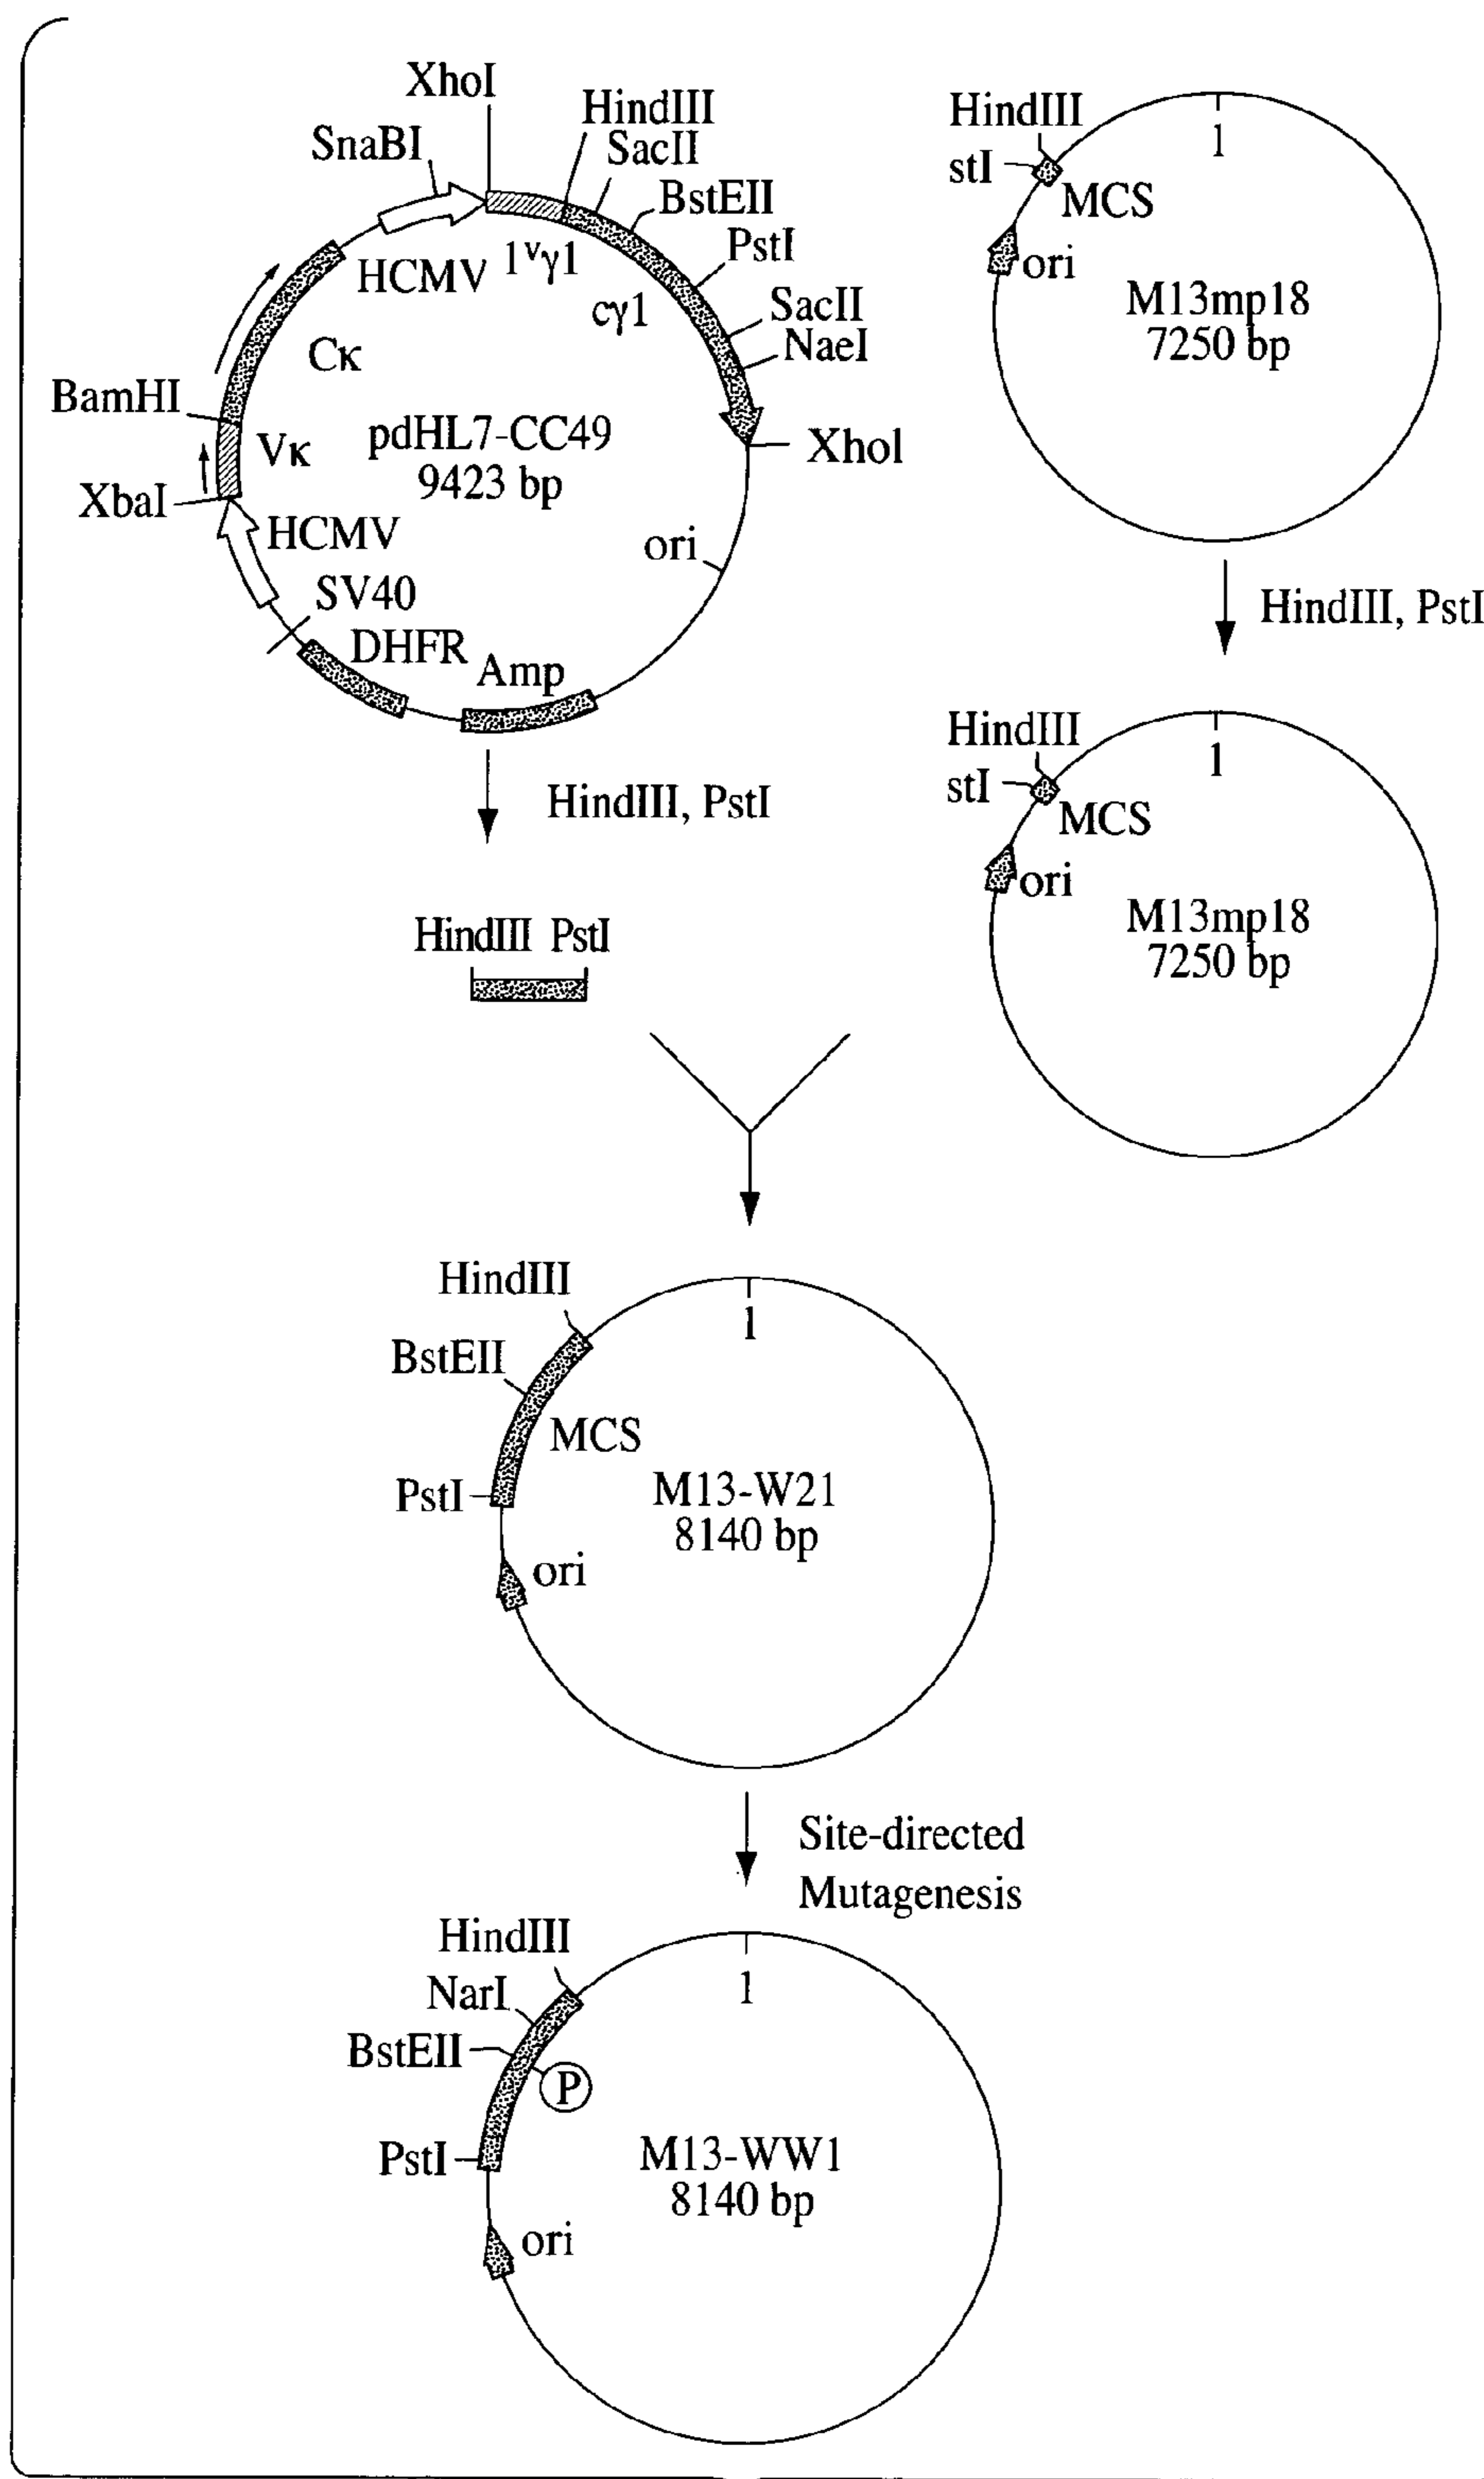 XhoI
HindIII
SnaBI
SacII
BstEII
PstI
HCMV
1ᵛγ1
cγ1
SacII
NaeI
Cκ
BamHI
Vκ
pdHL7-CC49
9423 bp
XhoI
XbaI
HCMV
ori
SV40
DHFR
Amp
HindIII
1
stI
MCS
ori
M13mp18
7250 bp
HindIII, PstI
HindIII, PstI
HindIII
1
stI
MCS
ori
M13mp18
7250 bp
HindIII PstI
HindIII
1
BstEII
MCS
PstI
M13-W21
8140 bp
ori
Site-directed
Mutagenesis
HindIII
1
NarI
BstEII
P
PstI
M13-WW1
8140 bp
ori